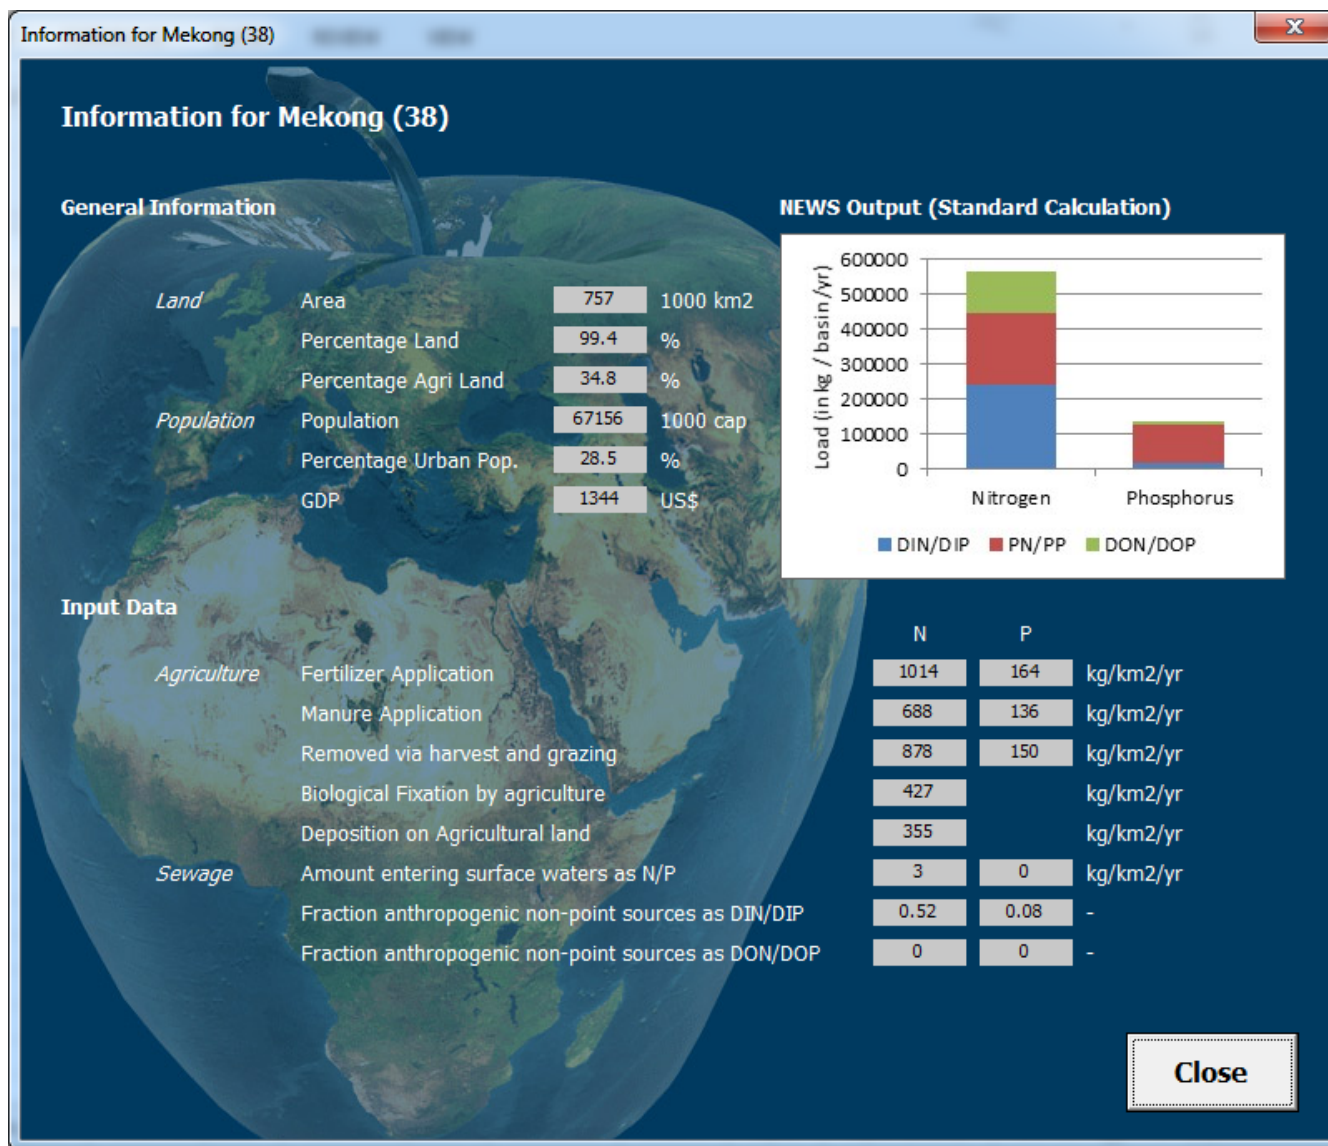 Information for Mekong (38)
Information for Mekong (38)
General Information
Land Area 757 1000 km2
Percentage Land 99.4 %
Percentage Agri Land 34.8 %
Population Population 67156 1000 cap
Percentage Urban Pop. 28.5 %
GDP 1344 US$
NEWS Output (Standard Calculation)
Load (in kg / basin /yr)
600000
500000
400000
300000
200000
100000
0
Nitrogen Phosphorus
DIN/DIP PN/PP DON/DOP
Input Data
N P
Agriculture Fertilizer Application 1014 164 kg/km2/yr
Manure Application 688 136 kg/km2/yr
Removed via harvest and grazing 878 150 kg/km2/yr
Biological Fixation by agriculture 427 kg/km2/yr
Deposition on Agricultural land 355 kg/km2/yr
Sewage Amount entering surface waters as N/P 3 0 kg/km2/yr
Fraction anthropogenic non-point sources as DIN/DIP 0.52 0.08 -
Fraction anthropogenic non-point sources as DON/DOP 0 0 -
Close